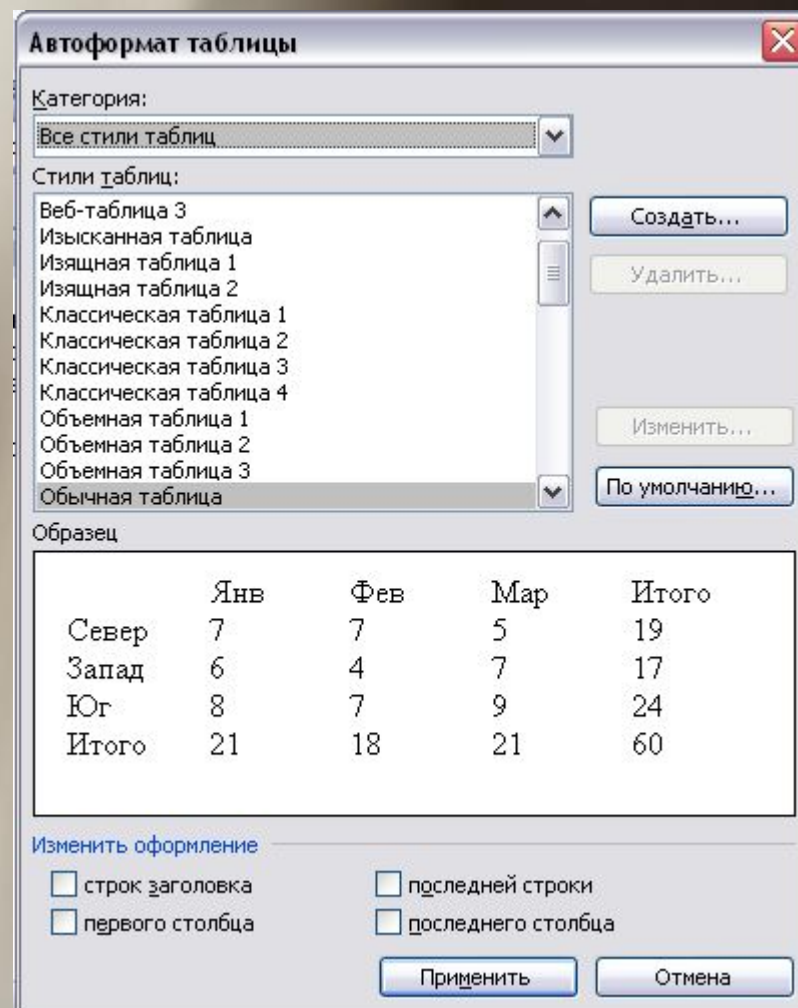 Автоформат таблицы
Категория:
Все стили таблиц
Стили таблиц:
Веб-таблица 3
Изысканная таблица
Изящная таблица 1
Изящная таблица 2
Классическая таблица 1
Классическая таблица 2
Классическая таблица 3
Классическая таблица 4
Объемная таблица 1
Объемная таблица 2
Объемная таблица 3
Обычная таблица
Создать...
Удалить...
Изменить...
По умолчанию...
Образец
Янв Фев Мар Итого
Север 7 7 5 19
Запад 6 4 7 17
Юг 8 7 9 24
Итого 21 18 21 60
Изменить оформление
строк заголовка последней строки
первого столбца последнего столбца
Применить Отмена